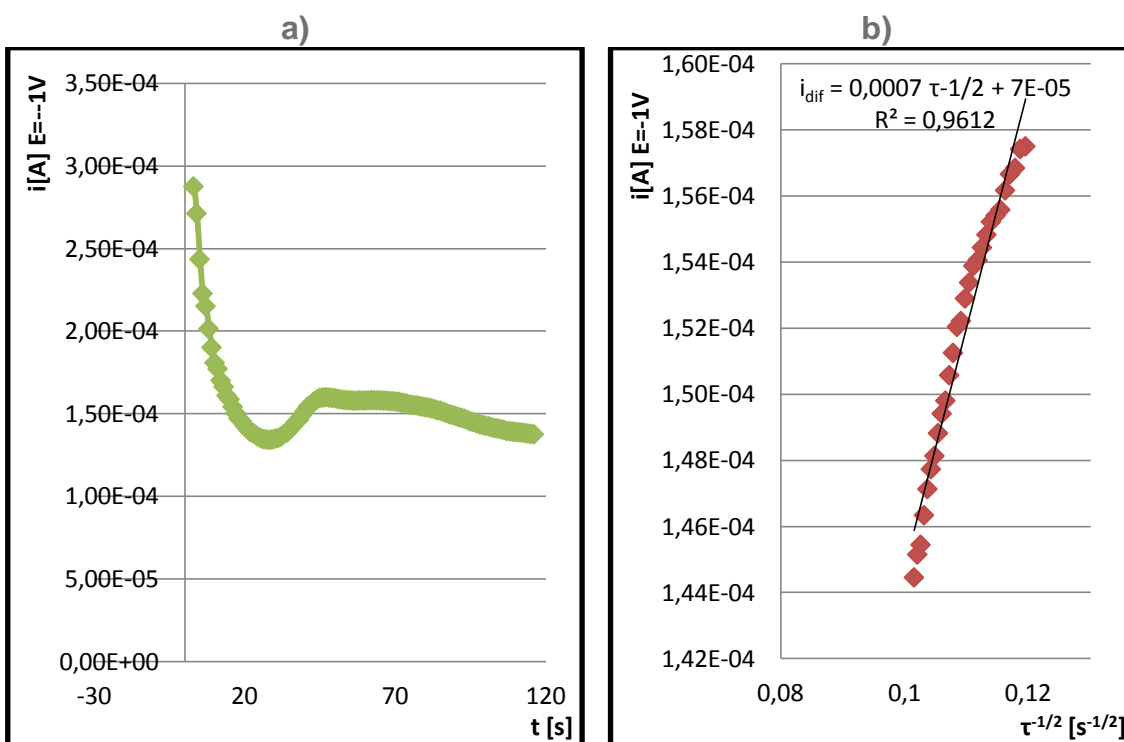 a)
3,50E-04
3,00E-04
2,50E-04
2,00E-04
1,50E-04
1,00E-04
5,00E-05
0,00E+00
-30
20
70
120
i[A] E=--1V
t [s]
b)
1,60E-04
1,58E-04
1,56E-04
1,54E-04
1,52E-04
1,50E-04
1,48E-04
1,46E-04
1,44E-04
1,42E-04
0,08
0,1
0,12
i[A] E=-1V
i_dif = 0,0007 τ-1/2 + 7E-05
R² = 0,9612
τ^-1/2 [s^-1/2]